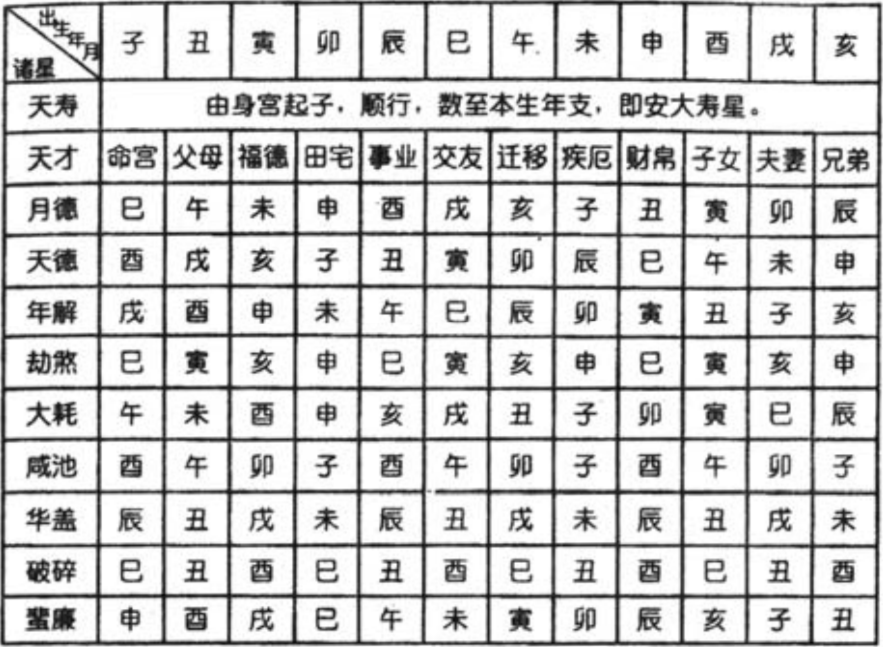 出生年月 诸星 子 丑 寅 卯 辰 巳 午 未 申 酉 戌 亥
天寿 由身宫起子，顺行，数至本生年支，即安大寿星。
天才 命宫 父母 福德 田宅 事业 交友 迁移 疾厄 财帛 子女 夫妻 兄弟
月德 巳 午 未 申 酉 戌 亥 子 丑 寅 卯 辰
天德 酉 戌 亥 子 丑 寅 卯 辰 巳 午 未 申
年解 戌 酉 申 未 午 巳 辰 卯 寅 丑 子 亥
劫煞 巳 寅 亥 申 巳 寅 亥 申 巳 寅 亥 申
大耗 午 未 酉 申 亥 戌 丑 子 卯 寅 巳 辰
咸池 酉 午 卯 子 酉 午 卯 子 酉 午 卯 子
华盖 辰 丑 戌 未 辰 丑 戌 未 辰 丑 戌 未
破碎 巳 丑 酉 巳 丑 酉 巳 丑 酉 巳 丑 酉
蜚廉 申 酉 戌 巳 午 未 寅 卯 辰 亥 子 丑